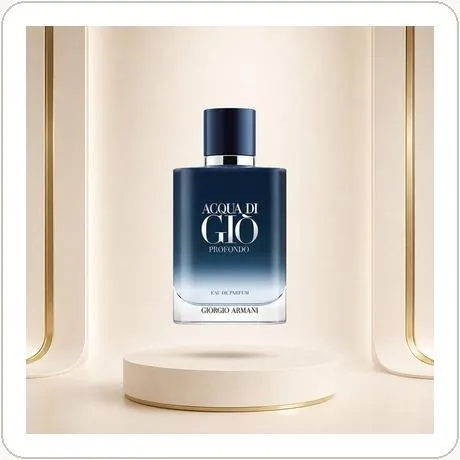 ACQUA DI
GIÒ
PROFONDO
EAU DE PARFUM
GIORGIO ARMANI